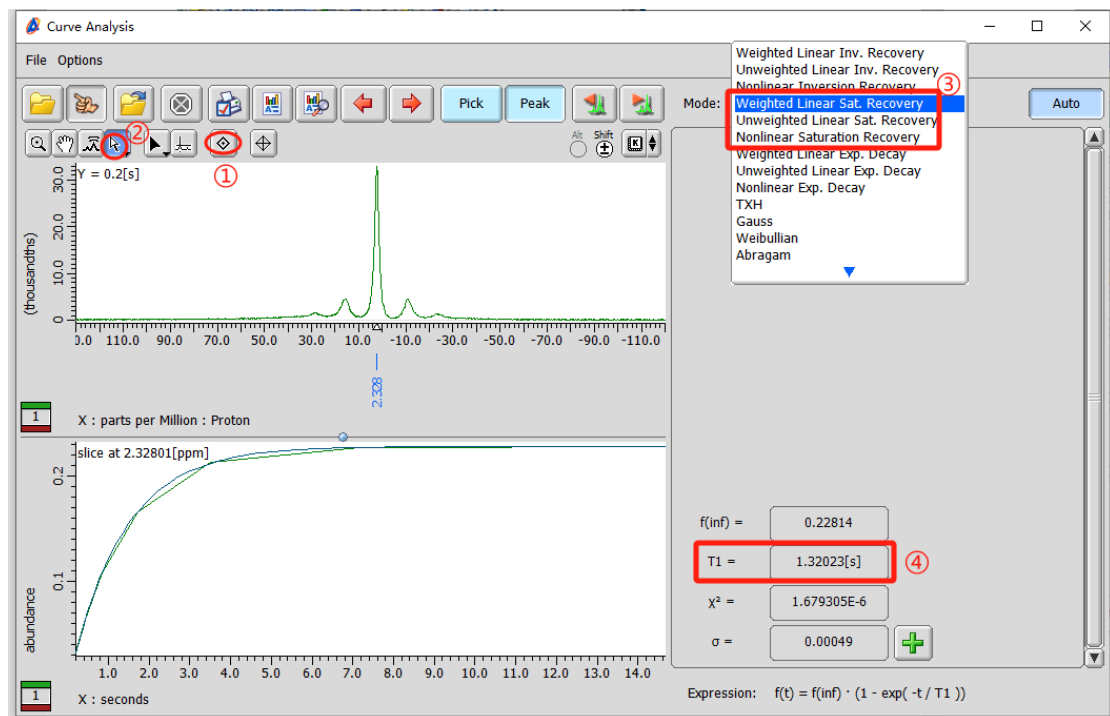 Curve Analysis
File Options
Pick
Peak
Mode:
Auto
Weighted Linear Inv. Recovery
Unweighted Linear Inv. Recovery
Nonlinear Inversion Recovery
③
Weighted Linear Sat. Recovery
Unweighted Linear Sat. Recovery
Nonlinear Saturation Recovery
Weighted Linear Exp. Decay
Unweighted Linear Exp. Decay
Nonlinear Exp. Decay
TXH
Gauss
Weibullian
Abragam
②
①
Alt Shift
K
Y = 0.2[s]
(thousandths)
30.0
20.0
10.0
0
0.0 110.0 90.0 70.0 50.0 30.0 10.0 -10.0 -30.0 -50.0 -70.0 -90.0 -110.0
2.328
1
X : parts per Million : Proton
slice at 2.32801[ppm]
abundance
0.2
0.1
1.0 2.0 3.0 4.0 5.0 6.0 7.0 8.0 9.0 10.0 11.0 12.0 13.0 14.0
1
X : seconds
f(inf) = 0.22814
T1 = 1.32023[s] ④
χ² = 1.679305E-6
σ = 0.00049
Expression: f(t) = f(inf) · (1 - exp( -t / T1 ))